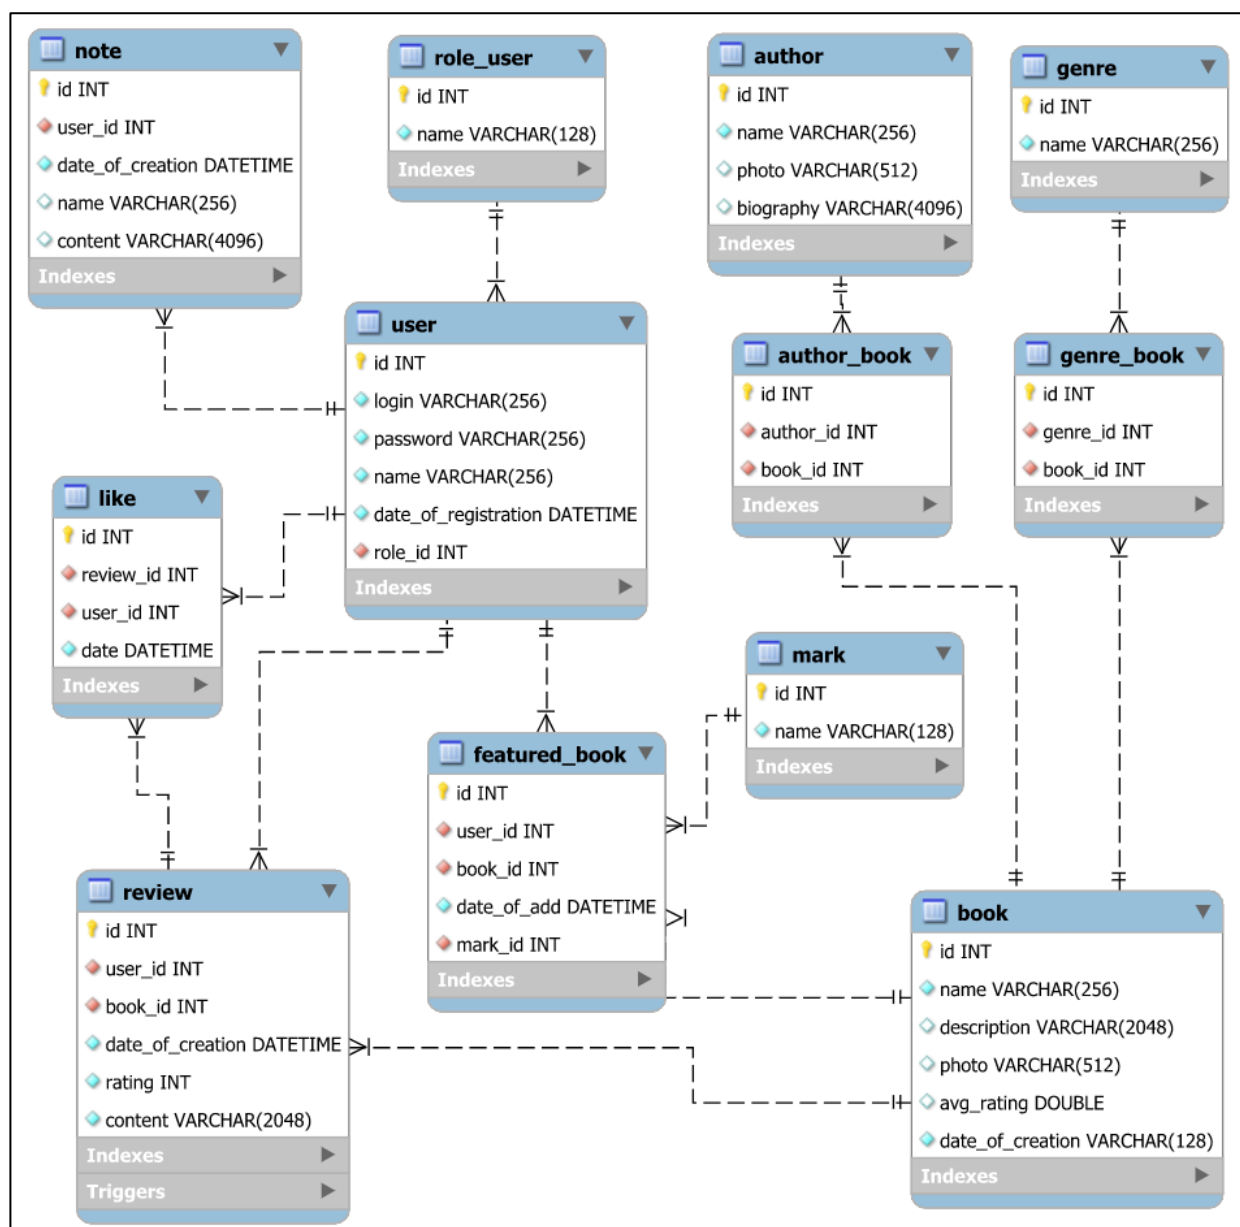 note
id INT
user_id INT
date_of_creation DATETIME
name VARCHAR(256)
content VARCHAR(4096)
Indexes
role_user
id INT
name VARCHAR(128)
Indexes
author
id INT
name VARCHAR(256)
photo VARCHAR(512)
biography VARCHAR(4096)
Indexes
genre
id INT
name VARCHAR(256)
Indexes
user
id INT
login VARCHAR(256)
password VARCHAR(256)
name VARCHAR(256)
date_of_registration DATETIME
role_id INT
Indexes
author_book
id INT
author_id INT
book_id INT
Indexes
genre_book
id INT
genre_id INT
book_id INT
Indexes
like
id INT
review_id INT
user_id INT
date DATETIME
Indexes
mark
id INT
name VARCHAR(128)
Indexes
featured_book
id INT
user_id INT
book_id INT
date_of_add DATETIME
mark_id INT
Indexes
review
id INT
user_id INT
book_id INT
date_of_creation DATETIME
rating INT
content VARCHAR(2048)
Indexes
Triggers
book
id INT
name VARCHAR(256)
description VARCHAR(2048)
photo VARCHAR(512)
avg_rating DOUBLE
date_of_creation VARCHAR(128)
Indexes